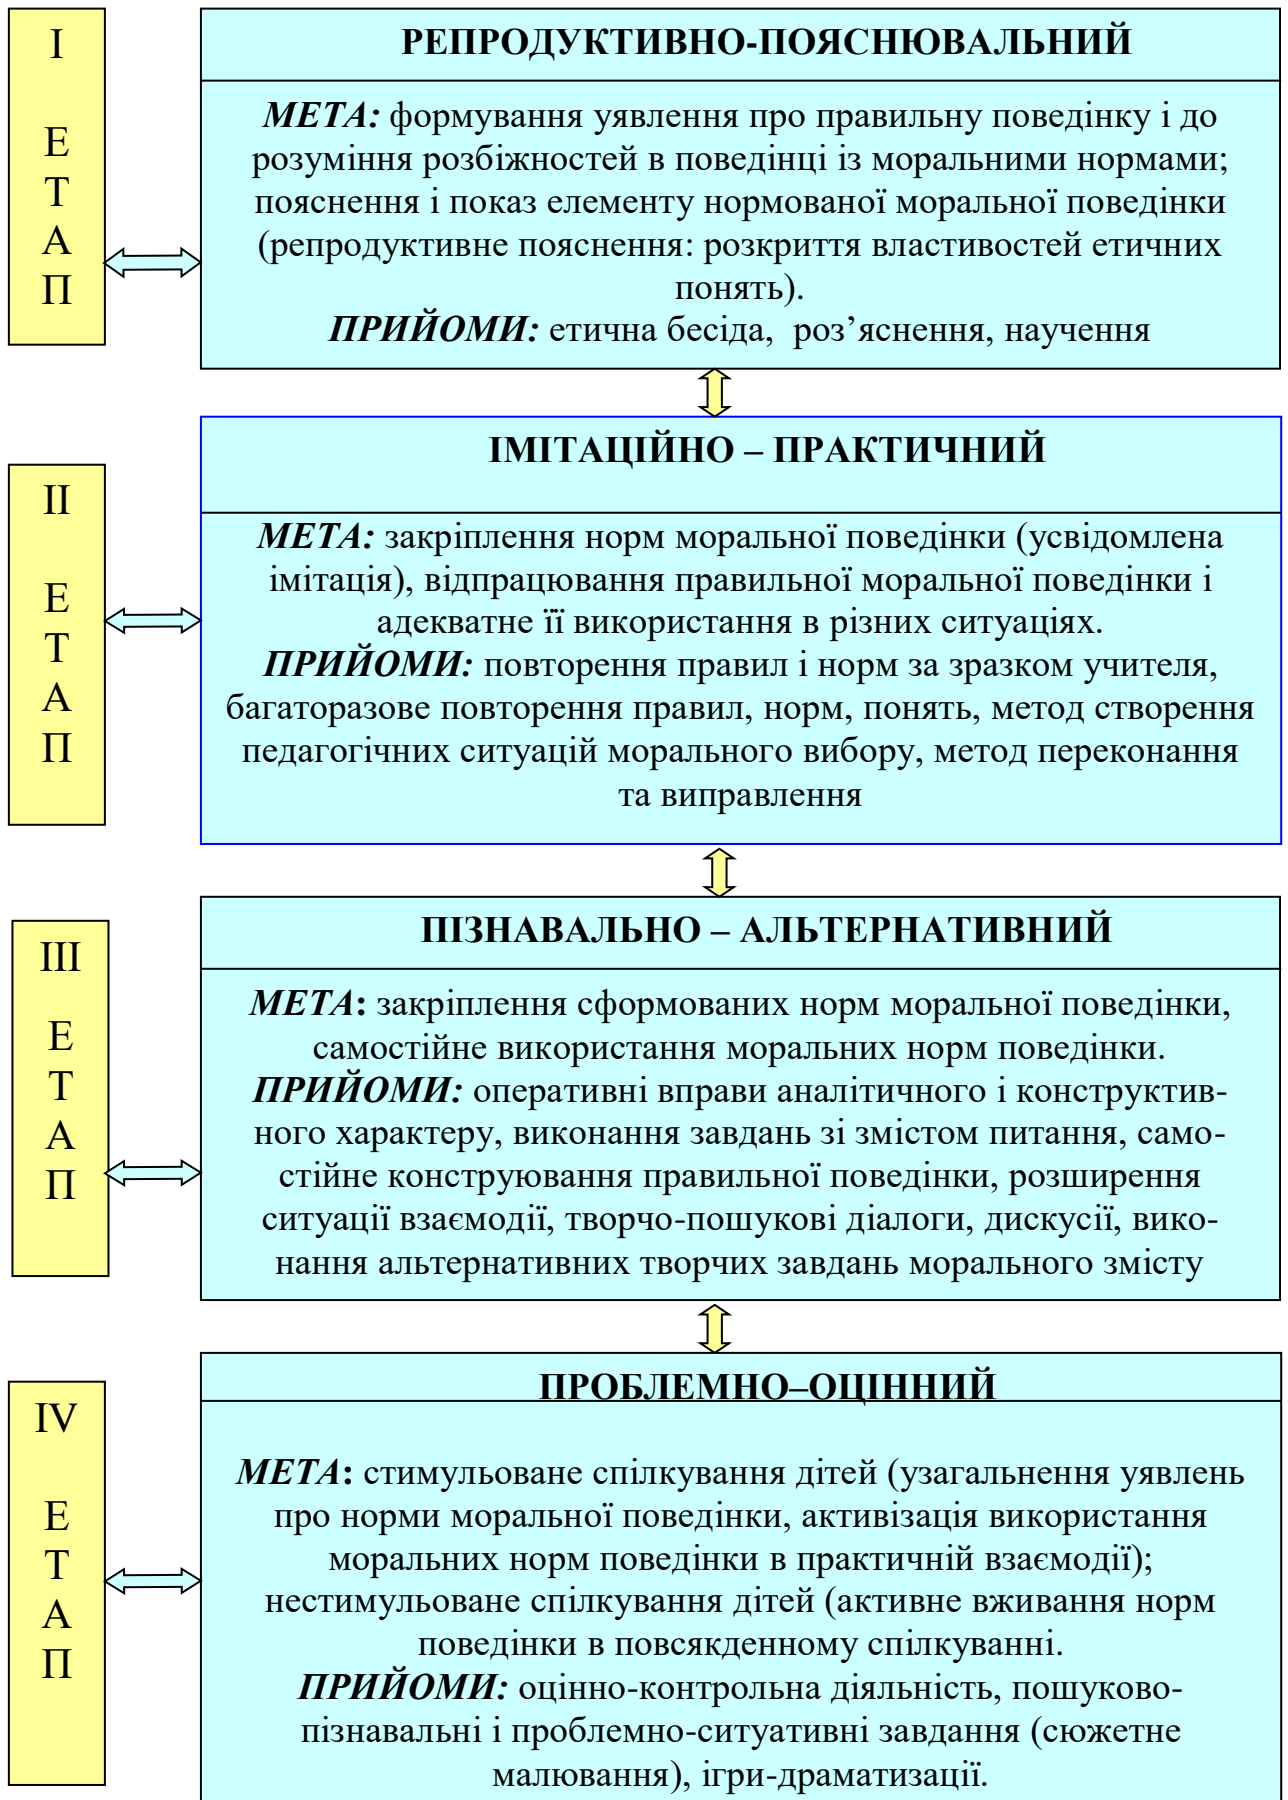 І
Е
Т
А
П
РЕПРОДУКТИВНО-ПОЯСНЮВАЛЬНИЙ
МЕТА: формування уявлення про правильну поведінку і до
розуміння розбіжностей в поведінці із моральними нормами;
пояснення і показ елементу нормованої моральної поведінки
(репродуктивне пояснення: розкриття властивостей етичних
понять).
ПРИЙОМИ: етична бесіда, роз’яснення, научення
ІІ
Е
Т
А
П
ІМІТАЦІЙНО – ПРАКТИЧНИЙ
МЕТА: закріплення норм моральної поведінки (усвідомлена
імітація), відпрацювання правильної моральної поведінки і
адекватне її використання в різних ситуаціях.
ПРИЙОМИ: повторення правил і норм за зразком учителя,
багаторазове повторення правил, норм, понять, метод створення
педагогічних ситуацій морального вибору, метод переконання
та виправлення
ІІІ
Е
Т
А
П
ПІЗНАВАЛЬНО – АЛЬТЕРНАТИВНИЙ
МЕТА: закріплення сформованих норм моральної поведінки,
самостійне використання моральних норм поведінки.
ПРИЙОМИ: оперативні вправи аналітичного і конструктив-
ного характеру, виконання завдань зі змістом питання, само-
стійне конструювання правильної поведінки, розширення
ситуації взаємодії, творчо-пошукові діалоги, дискусії, вико-
нання альтернативних творчих завдань морального змісту
IV
Е
Т
А
П
ПРОБЛЕМНО–ОЦІННИЙ
МЕТА: стимульоване спілкування дітей (узагальнення уявлень
про норми моральної поведінки, активізація використання
моральних норм поведінки в практичній взаємодії);
нестимульоване спілкування дітей (активне вживання норм
поведінки в повсякденному спілкуванні.
ПРИЙОМИ: оцінно-контрольна діяльність, пошуково-
пізнавальні і проблемно-ситуативні завдання (сюжетне
малювання), ігри-драматизації.